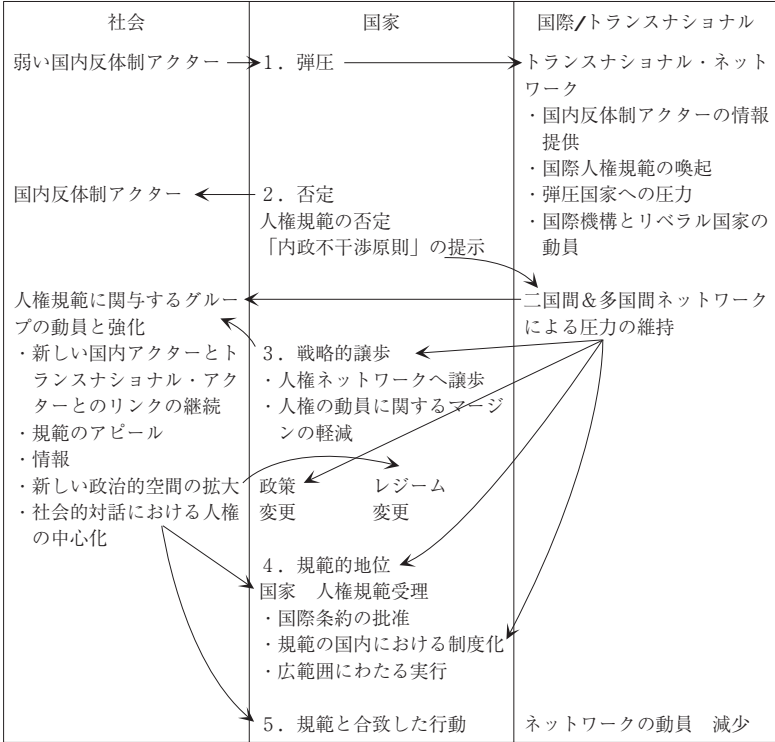 社会
国家
国際/トランスナショナル
弱い国内反体制アクター
1．弾圧
トランスナショナル・ネット
ワーク
・国内反体制アクターの情報
提供
・国際人権規範の喚起
・弾圧国家への圧力
・国際機構とリベラル国家の
動員
国内反体制アクター
2．否定
人権規範の否定
「内政不干渉原則」の提示
人権規範に関与するグルー
プの動員と強化
・新しい国内アクターとト
ランスナショナル・アク
ターとのリンクの継続
・規範のアピール
・情報
・新しい政治的空間の拡大
・社会的対話における人権
の中心化
二国間＆多国間ネットワーク
による圧力の維持
3．戦略的譲歩
・人権ネットワークへ譲歩
・人権の動員に関するマージ
ンの軽減
政策 レジーム
変更 変更
4．規範的地位
国家 人権規範受理
・国際条約の批准
・規範の国内における制度化
・広範囲にわたる実行
5．規範と合致した行動
ネットワークの動員 減少